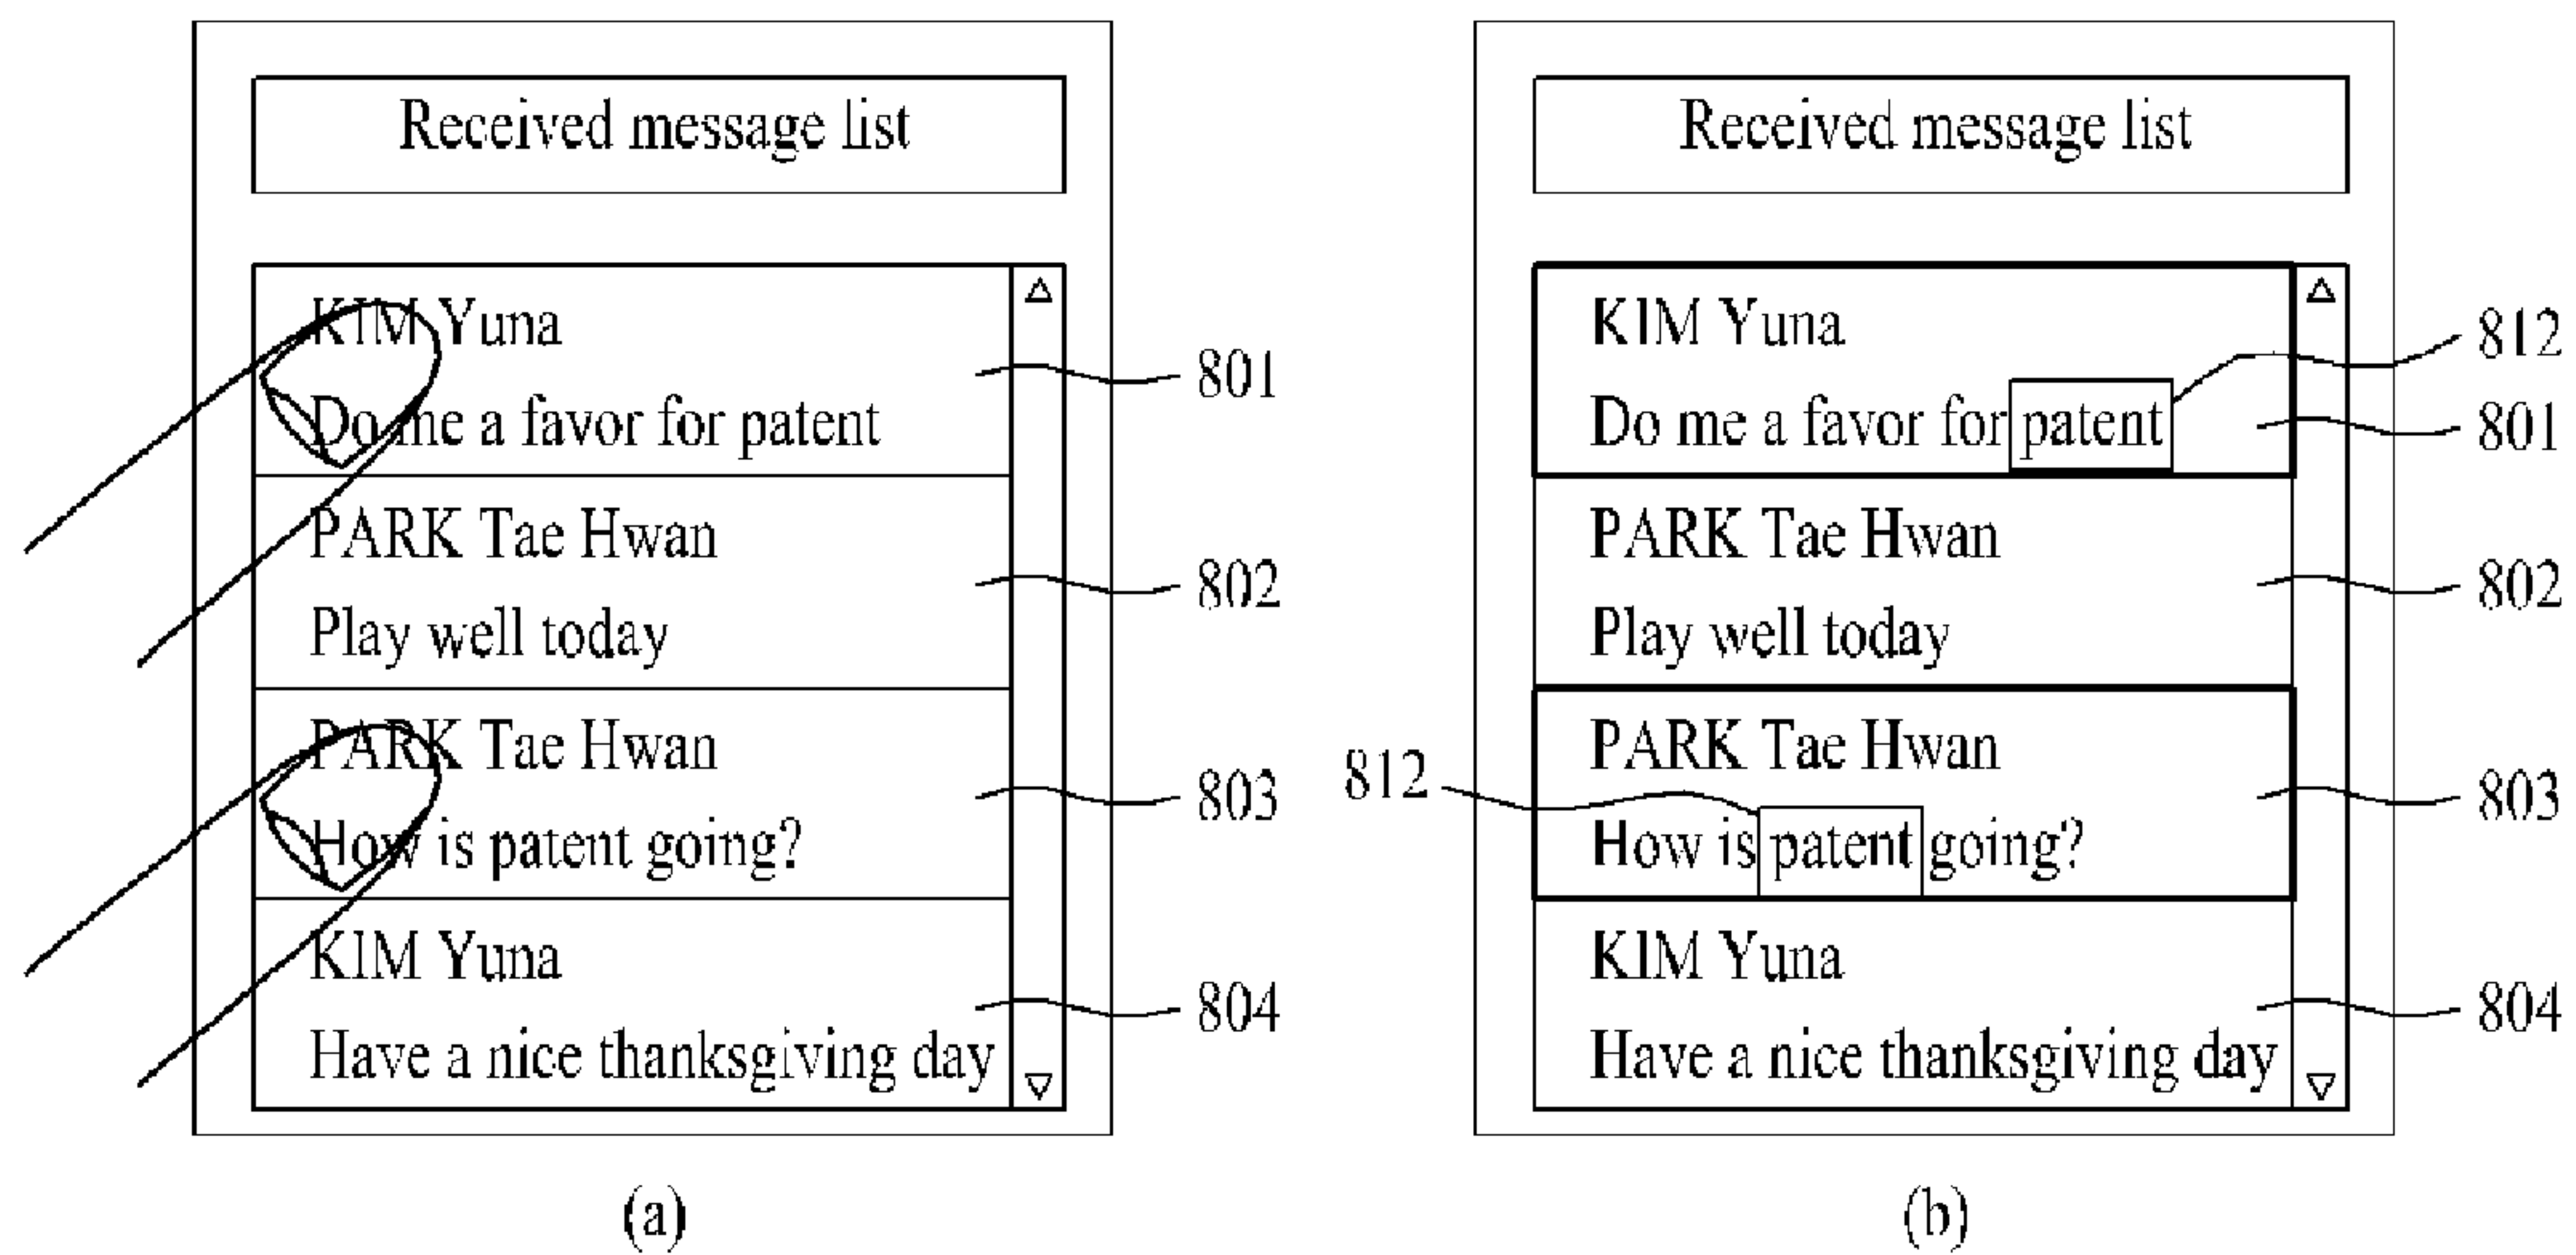 Received message list
KIM Yuna
Do me a favor for patent
801
PARK Tae Hwan
Play well today
802
PARK Tae Hwan
How is patent going?
803
KIM Yuna
Have a nice thanksgiving day
804
(a)
Received message list
KIM Yuna
812
Do me a favor for patent
801
PARK Tae Hwan
Play well today
802
PARK Tae Hwan
812
How is patent going?
803
KIM Yuna
Have a nice thanksgiving day
804
(b)